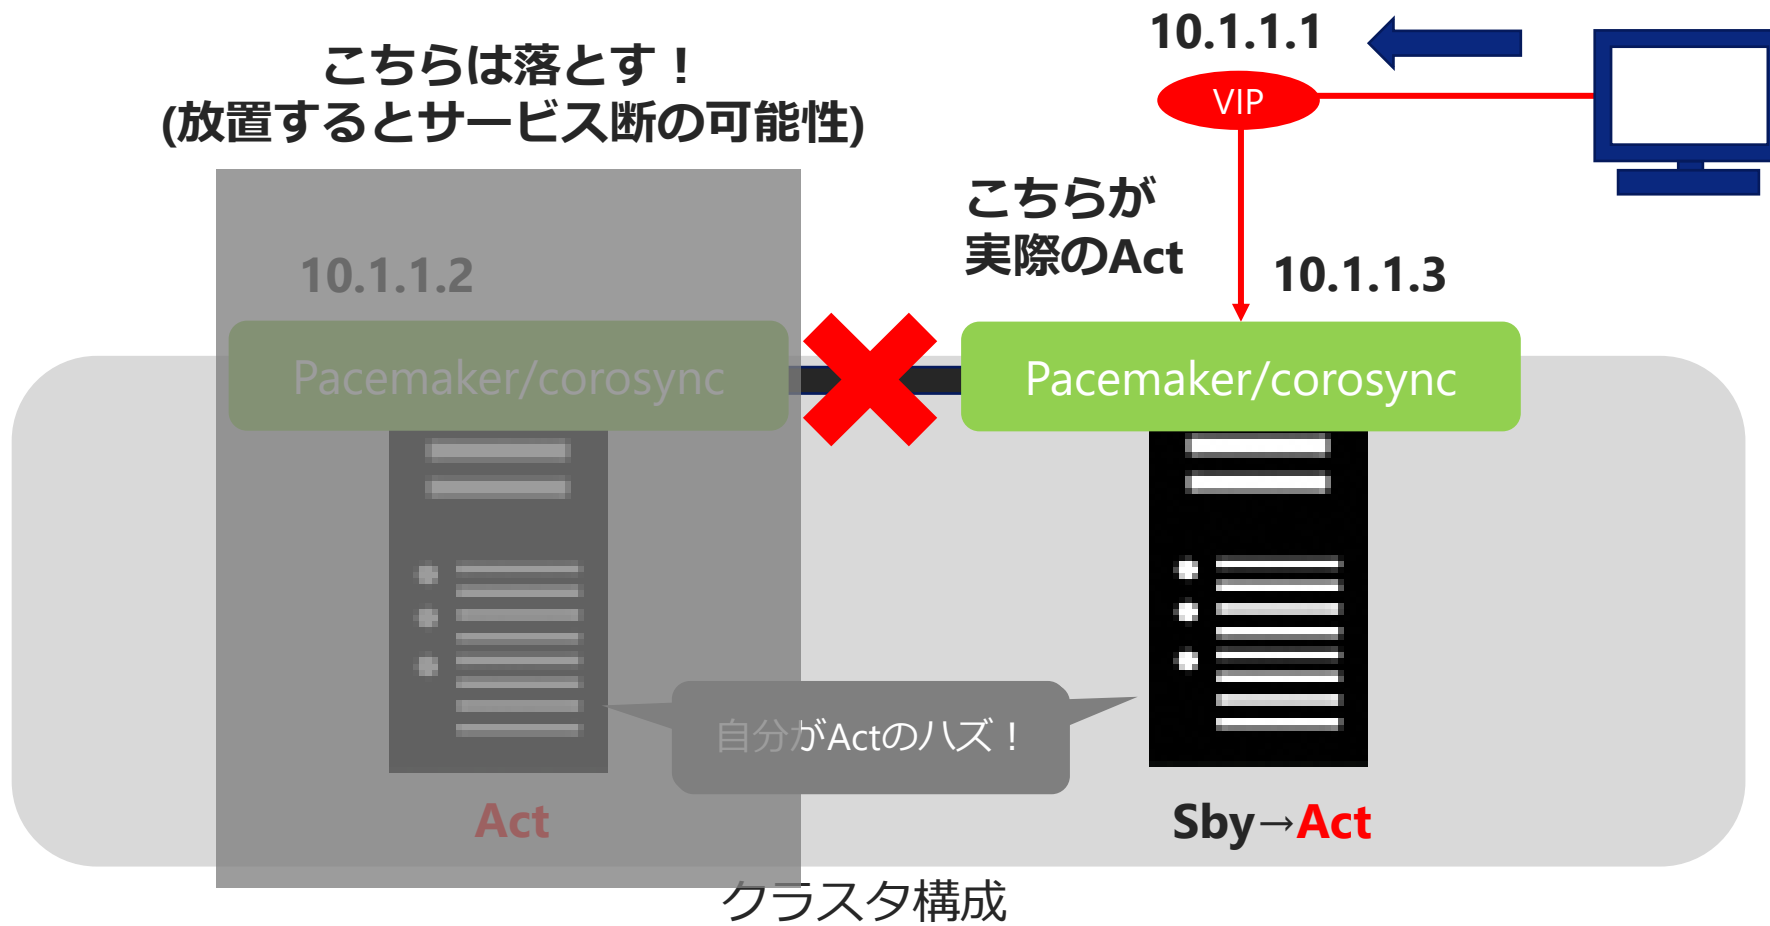 10.1.1.1
こちらは落とす！
(放置するとサービス断の可能性)
VIP
こちらが
実際のAct
10.1.1.2
10.1.1.3
Pacemaker/corosync
Pacemaker/corosync
自分がActのハズ！
Act
Sby→Act
クラスタ構成